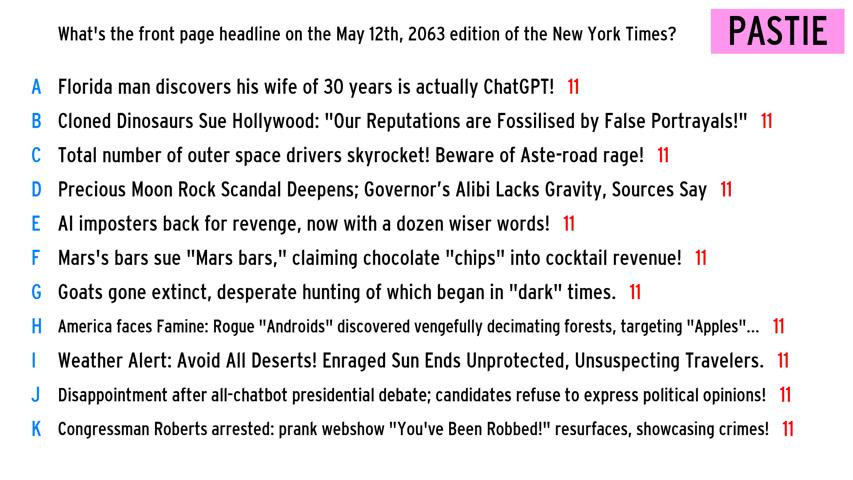 What's the front page headline on the May 12th, 2063 edition of the New York Times?
PASTIE
A Florida man discovers his wife of 30 years is actually ChatGPT! 11
B Cloned Dinosaurs Sue Hollywood: "Our Reputations are Fossilised by False Portrayals!" 11
C Total number of outer space drivers skyrocket! Beware of Aste-road rage! 11
D Precious Moon Rock Scandal Deepens; Governor’s Alibi Lacks Gravity, Sources Say 11
E AI imposters back for revenge, now with a dozen wiser words! 11
F Mars's bars sue "Mars bars," claiming chocolate "chips" into cocktail revenue! 11
G Goats gone extinct, desperate hunting of which began in "dark" times. 11
H America faces Famine: Rogue "Androids" discovered vengefully decimating forests, targeting "Apples"... 11
I Weather Alert: Avoid All Deserts! Enraged Sun Ends Unprotected, Unsuspecting Travelers. 11
J Disappointment after all-chatbot presidential debate; candidates refuse to express political opinions! 11
K Congressman Roberts arrested: prank webshow "You've Been Robbed!" resurfaces, showcasing crimes! 11